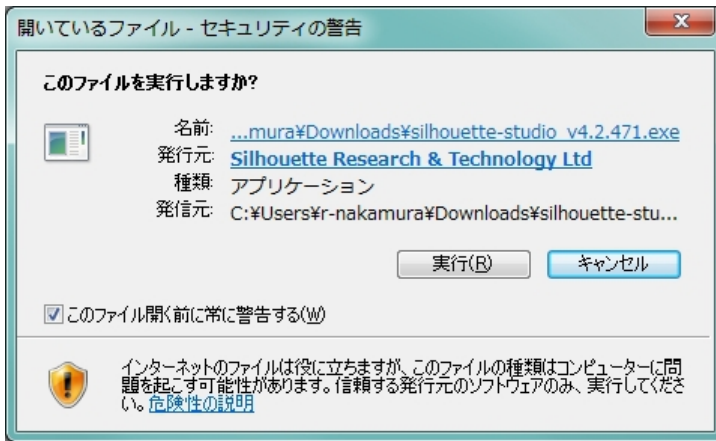 開いているファイル - セキュリティの警告
このファイルを実行しますか?
名前: ...mura¥Downloads¥silhouette-studio_v4.2.471.exe
発行元: Silhouette Research & Technology Ltd
種類: アプリケーション
発信元: C:¥Users¥r-nakamura¥Downloads¥silhouette-stu...
実行(R) キャンセル
このファイル開く前に常に警告する(W)
インターネットのファイルは役に立ちますが、このファイルの種類はコンピューターに問
題を起こす可能性があります。信頼する発行元のソフトウェアのみ、実行してくださ
い。危険性の説明